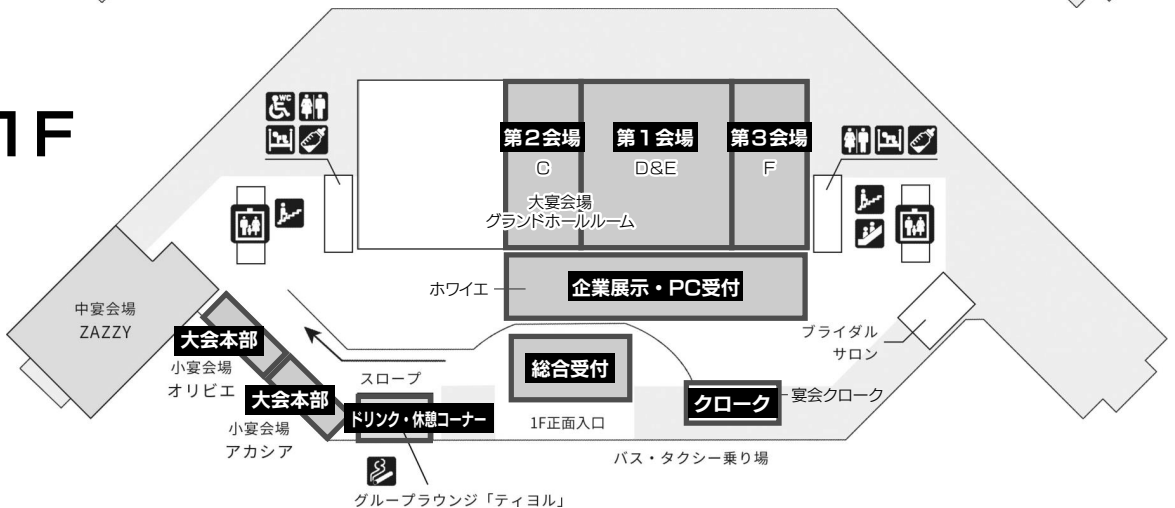 1F
WC
第2会場
第1会場
第3会場
C
D&E
F
大宴会場
グランドホールルーム
ホワイエ
企業展示・PC受付
中宴会場
ZAZZY
大会本部
小宴会場
オリビエ
大会本部
小宴会場
アカシア
スロープ
ドリンク・休憩コーナー
総合受付
1F正面入口
クローク
宴会クローク
ブライダル
サロン
バス・タクシー乗り場
グループラウンジ「ティヨル」